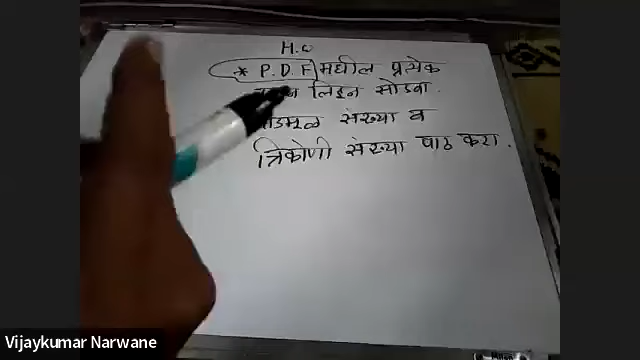 H.W
* P.D.F मधील प्रत्येक
लिहून सोडवा.
संख्या व
त्रिकोणी संख्या पाठ करा.
Vijaykumar Narwane